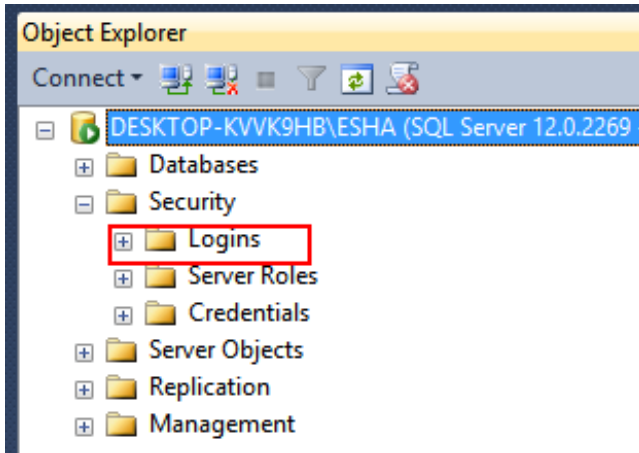 Object Explorer
Connect
DESKTOP-KVVK9HB\ESHA (SQL Server 12.0.2269
Databases
Security
Logins
Server Roles
Credentials
Server Objects
Replication
Management